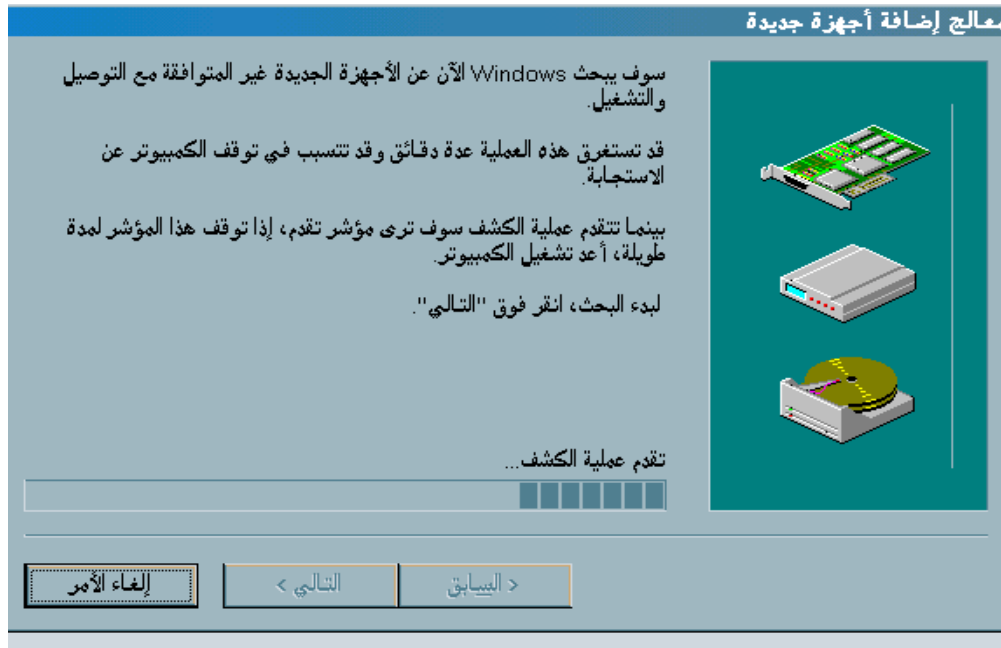 معالج إضافة أجهزة جديدة
سوف يبحث Windows الآن عن الأجهزة الجديدة غير المتوافقة مع التوصيل
والتشغيل.
قد تستغرق هذه العملية عدة دقائق وقد تتسبب في توقف الكمبيوتر عن
الاستجابة.
بينما تتقدم عملية الكشف سوف ترى مؤشر تقدم، إذا توقف هذا المؤشر لمدة
طويلة، أعد تشغيل الكمبيوتر.
لبدء البحث، انقر فوق "التالي".
تقدم عملية الكشف...
< السابق
التالي >
إلغاء الأمر